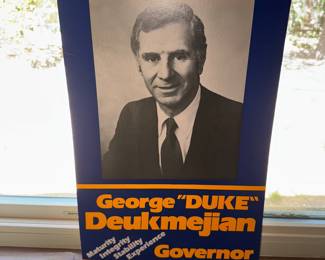 George "DUKE"
Deukmejian
Maturity
Integrity
Stability
Experience
Governor